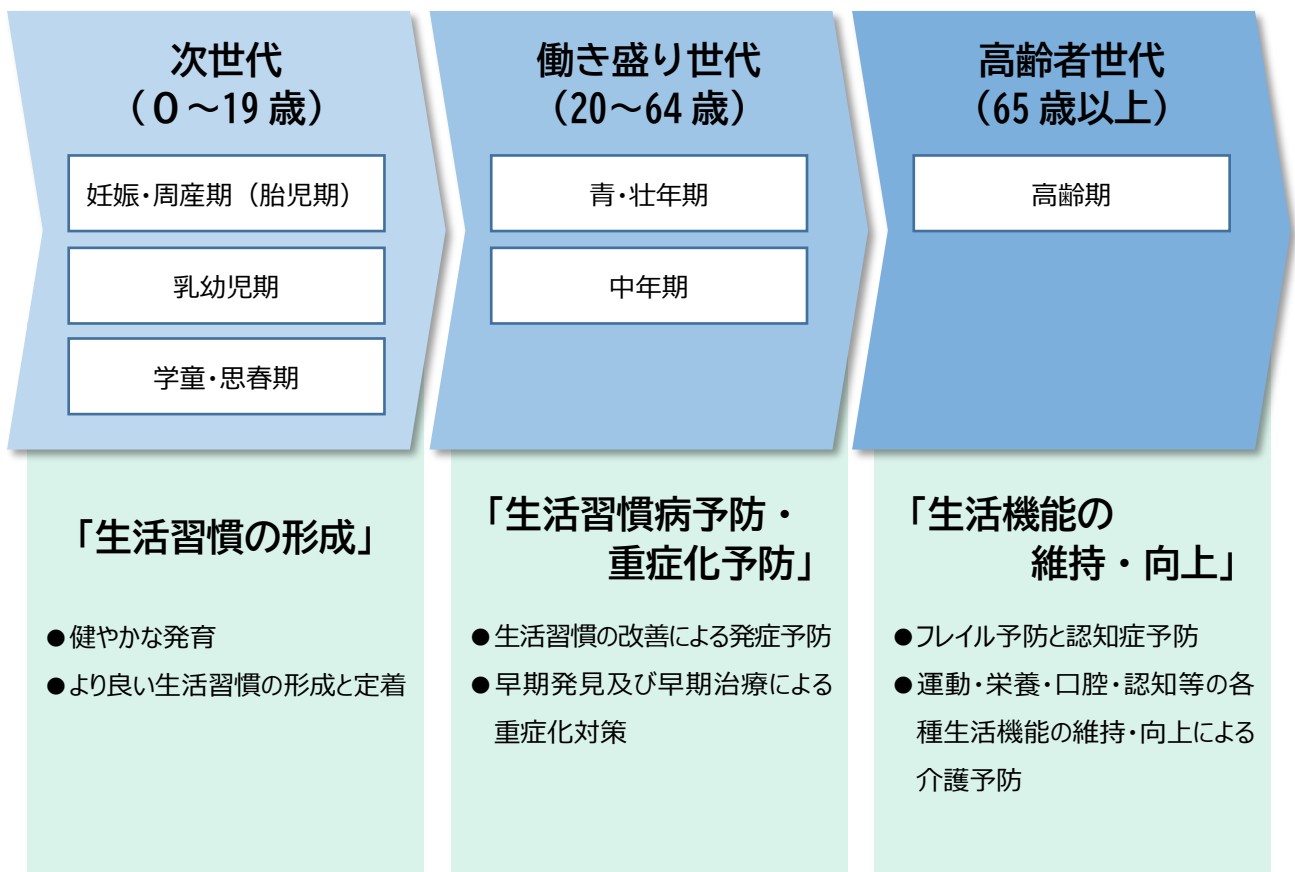 次世代
（０～19歳）
妊娠・周産期（胎児期）
乳幼児期
学童・思春期
「生活習慣の形成」
●健やかな発育
●より良い生活習慣の形成と定着
働き盛り世代
（20～64歳）
青・壮年期
中年期
「生活習慣病予防・
重症化予防」
●生活習慣の改善による発症予防
●早期発見及び早期治療による
重症化対策
高齢者世代
（65歳以上）
高齢期
「生活機能の
維持・向上」
●フレイル予防と認知症予防
●運動・栄養・口腔・認知等の各
種生活機能の維持・向上による
介護予防